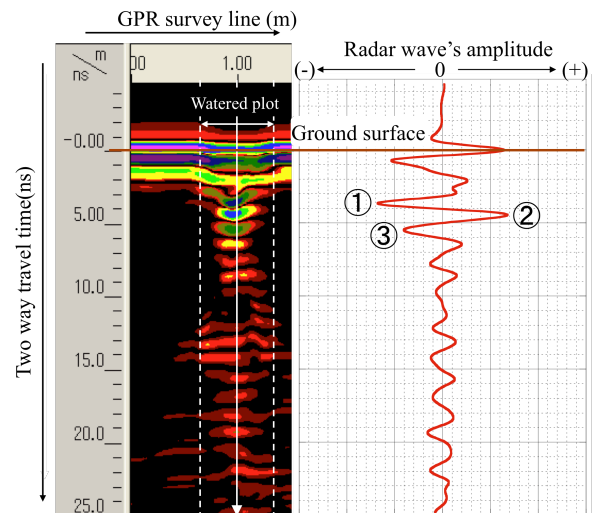 GPR survey line (m)
Radar wave's amplitude
(-) 0 (+)
m
ns
00 1.00
Watered plot
Ground surface
-0.00
5.00
10.0
15.0
20.0
25.0
Two way travel time(ns)
①
②
③